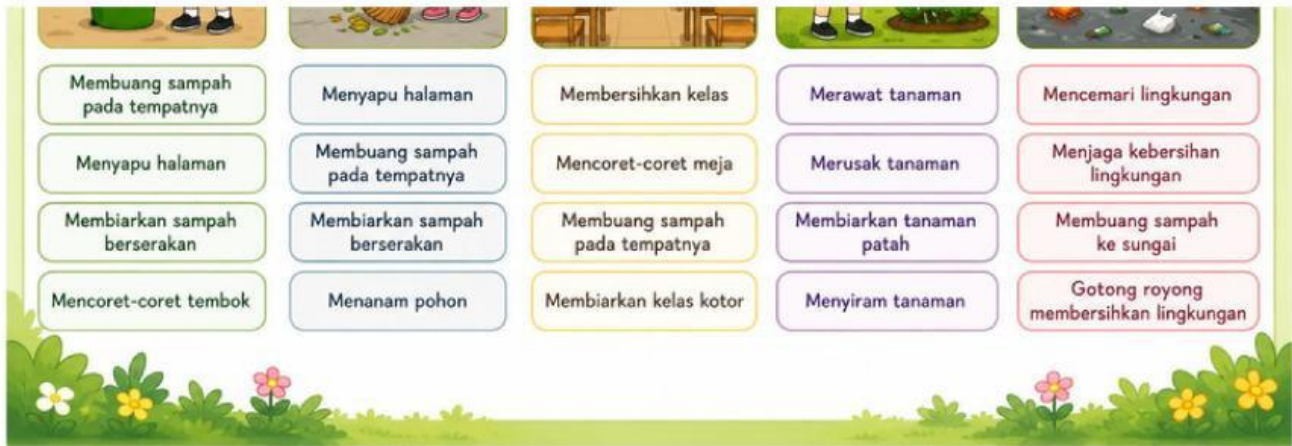 Membuang sampah
pada tempatnya
Menyapu halaman
Membersihkan kelas
Merawat tanaman
Mencemari lingkungan
Menyapu halaman
Membuang sampah
pada tempatnya
Mencoret-coret meja
Merusak tanaman
Menjaga kebersihan
lingkungan
Membiarkan sampah
berserakan
Membiarkan sampah
berserakan
Membuang sampah
pada tempatnya
Membiarkan tanaman
patah
Membuang sampah
ke sungai
Mencoret-coret tembok
Menanam pohon
Membiarkan kelas kotor
Menyiram tanaman
Gotong royong
membersihkan lingkungan